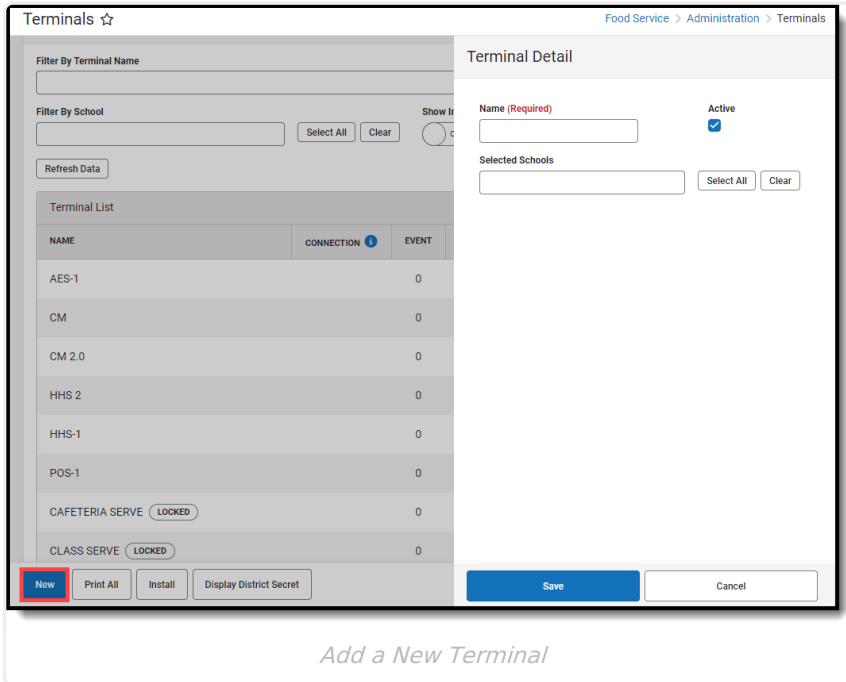 Terminals
Food Service > Administration > Terminals
Filter By Terminal Name
Filter By School
Show In
Select All
Clear
Refresh Data
Terminal List
NAME
CONNECTION
EVENT
AES-1
0
CM
0
CM 2.0
0
HHS 2
0
HHS-1
0
POS-1
0
CAFETERIA SERVE LOCKED
0
CLASS SERVE LOCKED
0
New
Print All
Install
Display District Secret
Terminal Detail
Name (Required)
Active
Selected Schools
Select All
Clear
Save
Cancel
Add a New Terminal